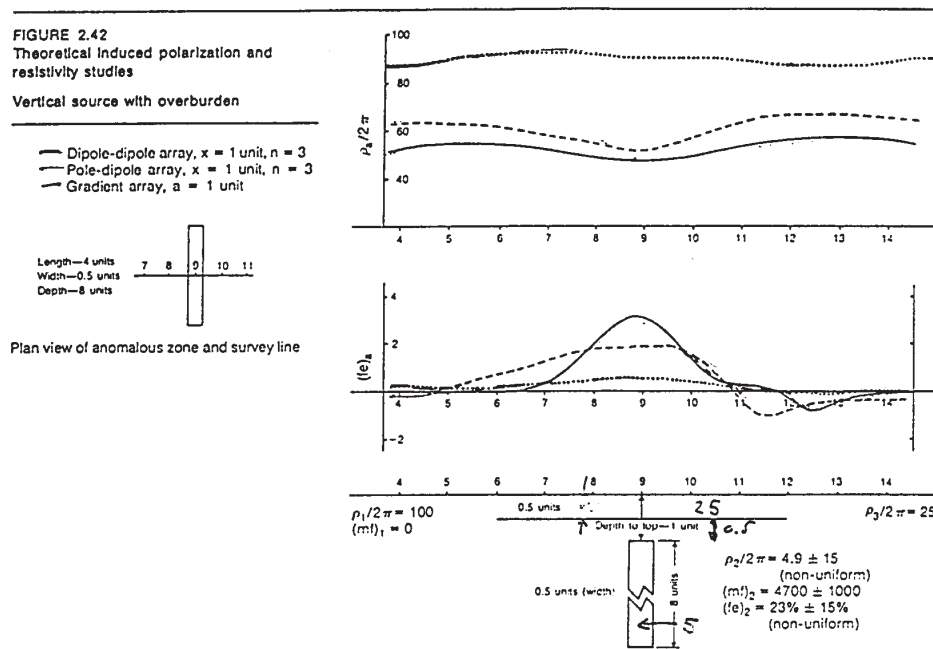 FIGURE 2.42
Theoretical induced polarization and
resistivity studies
Vertical source with overburden
Dipole-dipole array, x = 1 unit, n = 3
Pole-dipole array, x = 1 unit, n = 3
Gradient array, a = 1 unit
Length—4 units
Width—0.5 units
Depth—8 units
7 8 9 10 11
Plan view of anomalous zone and survey line
100
80
60
40
ρa/2π
4 5 6 7 8 9 10 11 12 13 14
4
2
0
-2
(fe)a
4 5 6 7 8 9 10 11 12 13 14
4 5 6 7 8 9 10 11 12 13 14
ρ1/2π = 100
(mf)1 = 0
0.5 units
25
ρ3/2π = 25
Depth to top—1 unit
0.5
0.5 units (width)
8 units
5
ρ2/2π = 4.9 ± 15
(non-uniform)
(mf)2 = 4700 ± 1000
(fe)2 = 23% ± 15%
(non-uniform)